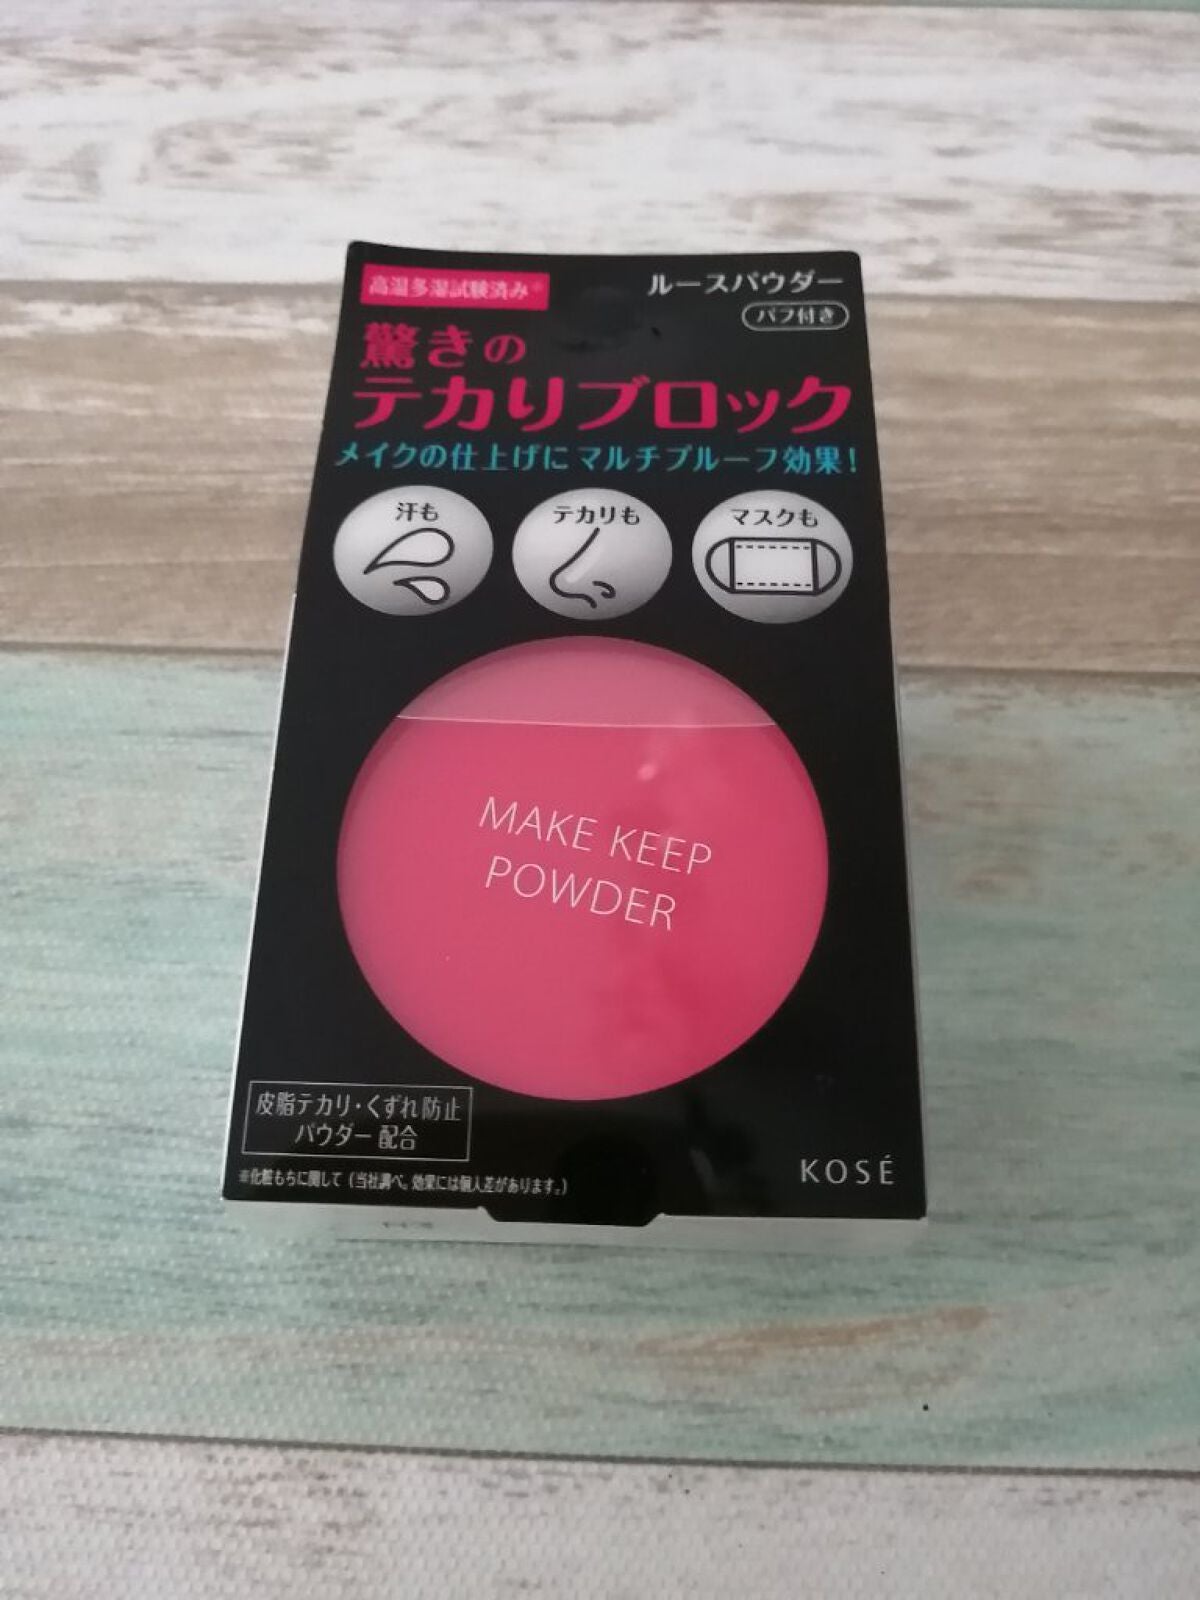 高温多湿試験済み※
ルースパウダー
パフ付き
驚きの
テカりブロック
メイクの仕上げにマルチプルーフ効果!
汗も
テカリも
マスクも
MAKE KEEP
POWDER
皮脂テカリ・くずれ防止
パウダー配合
※化粧もちに関して(当社調べ。効果には個人差があります。)
KOSÉ